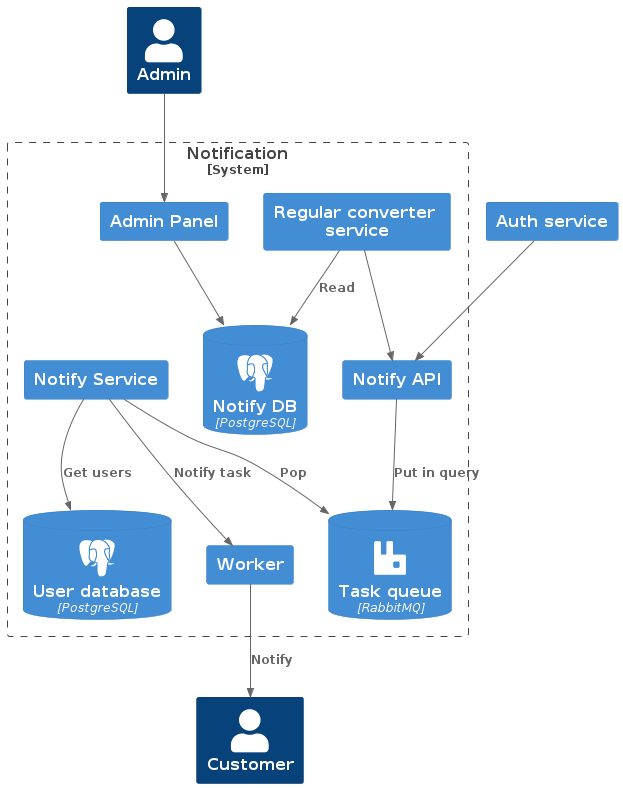 Admin
Notification
[System]
Admin Panel
Regular converter
service
Auth service
Read
Notify Service
Notify DB
[PostgreSQL]
Notify API
Get users
Notify task
Pop
Put in query
User database
[PostgreSQL]
Worker
Task queue
[RabbitMQ]
Notify
Customer